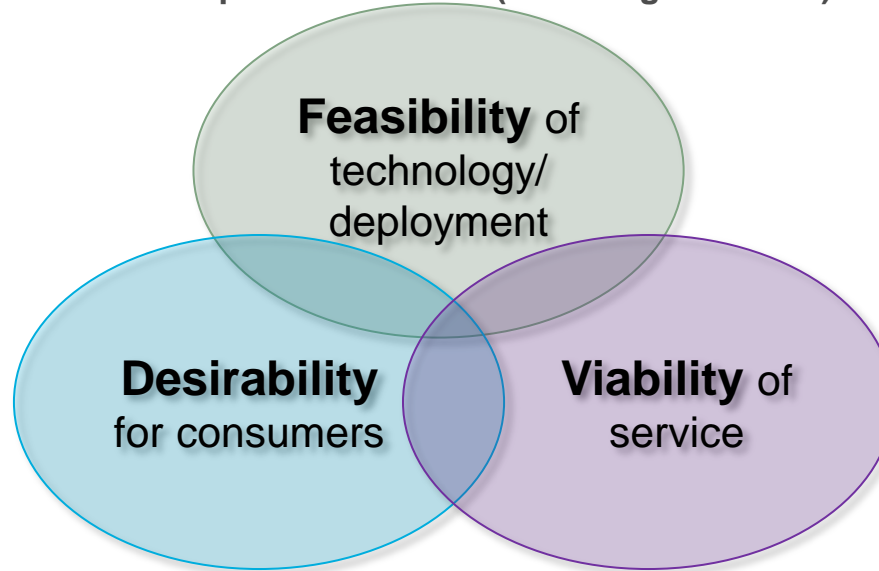 Feasibility of
technology/
deployment
Desirability
for consumers
Viability of
service